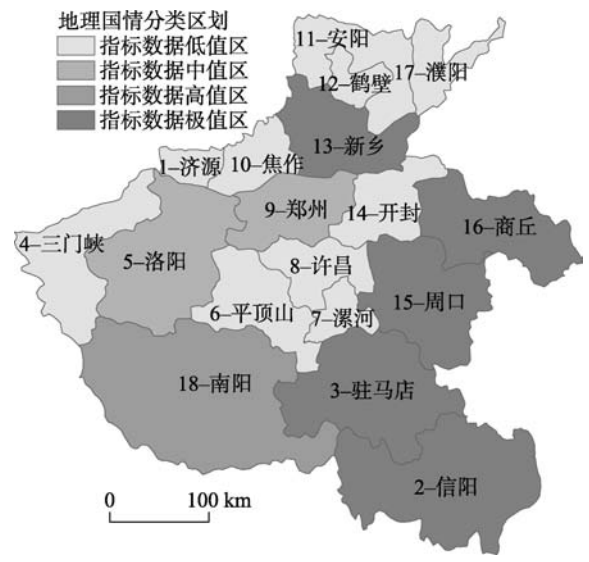 地理国情分类区划
指标数据低值区
指标数据中值区
指标数据高值区
指标数据极值区
11–安阳
12–鹤壁
17–濮阳
13–新乡
1–济源
10–焦作
9–郑州
14–开封
16–商丘
4–三门峡
5–洛阳
8–许昌
15–周口
6–平顶山
7–漯河
18–南阳
3–驻马店
2–信阳
0 100 km